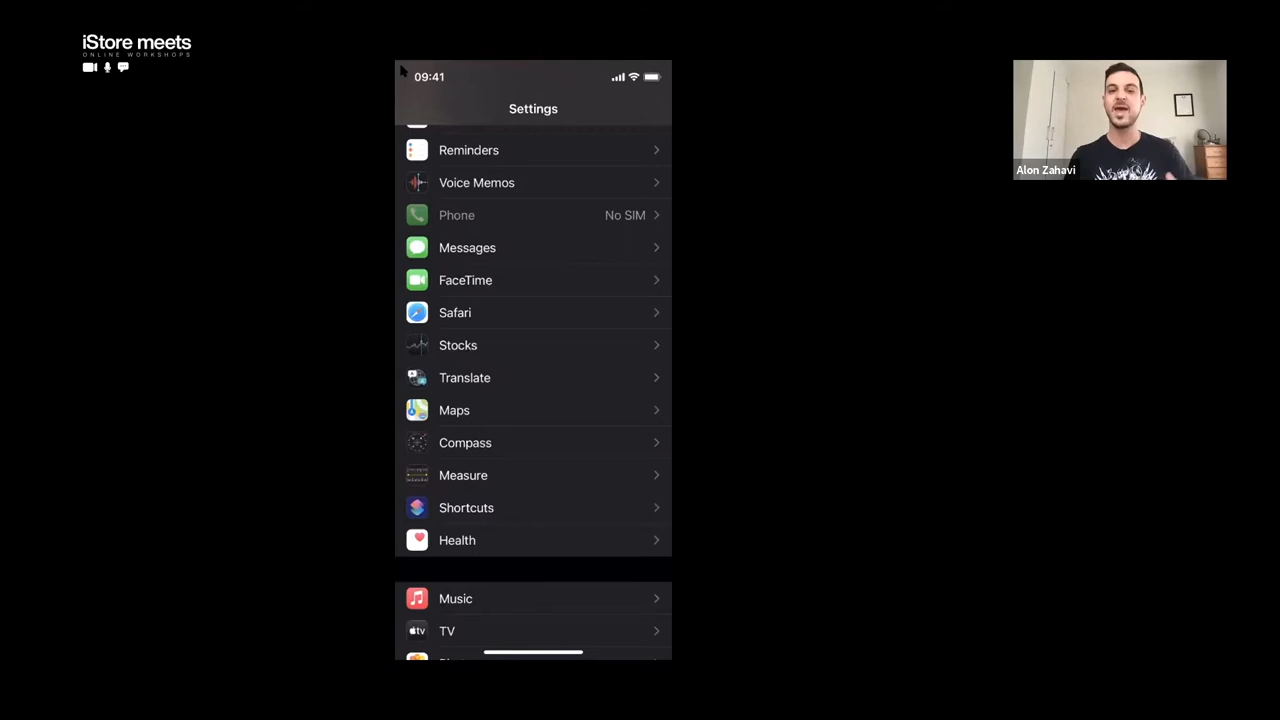 iStore meets
ONLINE WORKSHOPS
09:41
Settings
Reminders
Voice Memos
Phone No SIM
Messages
FaceTime
Safari
Stocks
Translate
Maps
Compass
Measure
Shortcuts
Health
Music
tv TV
Alon Zahavi